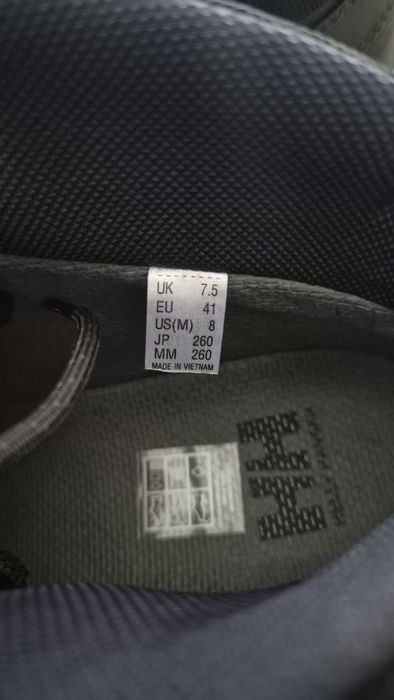 UK 7.5
EU 41
US(M) 8
JP 260
MM 260
MADE IN VIETNAM
HH
HELLY HANSEN